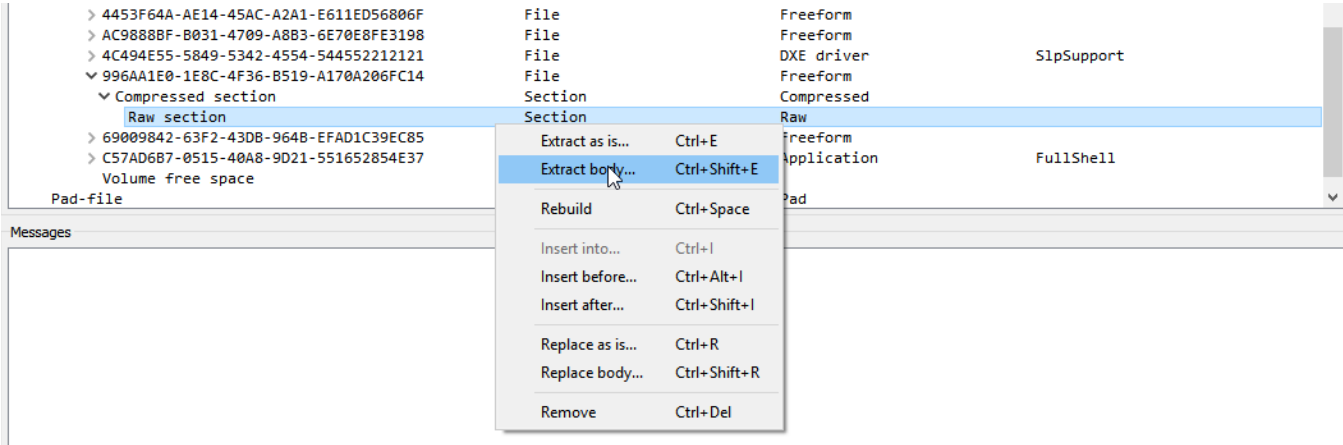 4453F64A-AE14-45AC-A2A1-E611ED56806F File Freeform
AC9888BF-B031-4709-A8B3-6E70E8FE3198 File Freeform
4C494E55-5849-5342-4554-544552212121 File DXE driver SlpSupport
996AA1E0-1E8C-4F36-B519-A170A206FC14 File Freeform
Compressed section Section Compressed
Raw section Section Raw
69009842-63F2-43DB-964B-EFAD1C39EC85 Freeform
C57AD6B7-0515-40A8-9D21-551652854E37 Application FullShell
Volume free space
Pad-file Pad
Extract as is... Ctrl+E
Extract body... Ctrl+Shift+E
Rebuild Ctrl+Space
Insert into... Ctrl+I
Insert before... Ctrl+Alt+I
Insert after... Ctrl+Shift+I
Replace as is... Ctrl+R
Replace body... Ctrl+Shift+R
Remove Ctrl+Del
Messages